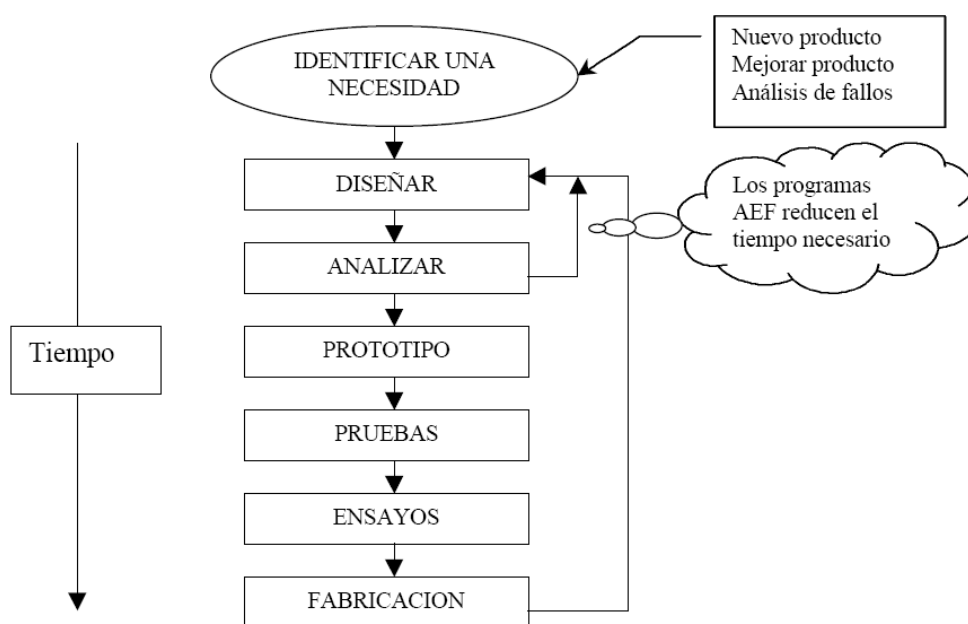 IDENTIFICAR UNA
NECESIDAD
Nuevo producto
Mejorar producto
Análisis de fallos
DISEÑAR
Los programas
AEF reducen el
tiempo necesario
ANALIZAR
Tiempo
PROTOTIPO
PRUEBAS
ENSAYOS
FABRICACION